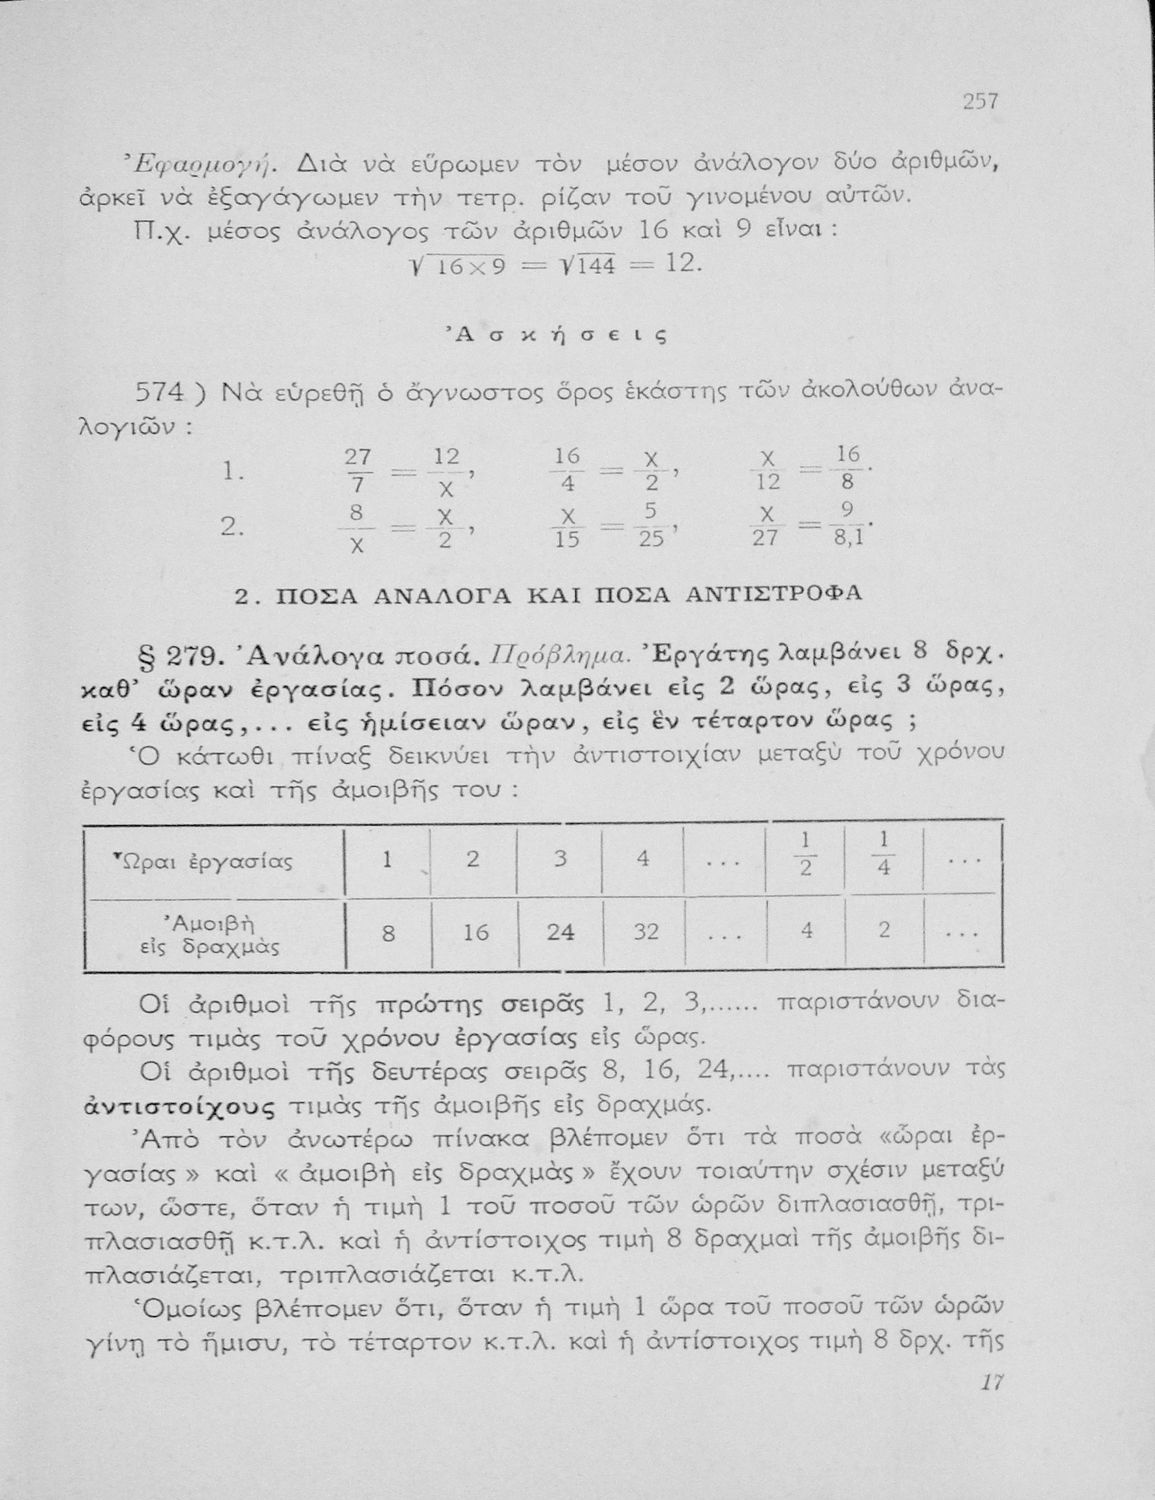 257
Ἐφαρμογή. Διὰ νὰ εὕρωμεν τὸν μέσον ἀνάλογον δύο ἀριθμῶν,
ἀρκεῖ νὰ ἐξαγάγωμεν τὴν τετρ. ρίζαν τοῦ γινομένου αὐτῶν.
Π.χ. μέσος ἀνάλογος τῶν ἀριθμῶν 16 καὶ 9 εἶναι :
√16×9 = √144 = 12.
Ἀσκήσεις
574 ) Νὰ εὑρεθῇ ὁ ἄγνωστος ὅρος ἑκάστης τῶν ἀκολούθων ἀνα-
λογιῶν :
1. 27/7 = 12/χ, 16/4 = χ/2, χ/12 = 16/8.
2. 8/χ = χ/2, χ/15 = 5/25, χ/27 = 9/8,1.
2. ΠΟΣΑ ΑΝΑΛΟΓΑ ΚΑΙ ΠΟΣΑ ΑΝΤΙΣΤΡΟΦΑ
§ 279. Ἀνάλογα ποσά. Πρόβλημα. Ἐργάτης λαμβάνει 8 δρχ.
καθ' ὥραν ἐργασίας. Πόσον λαμβάνει εἰς 2 ὥρας, εἰς 3 ὥρας,
εἰς 4 ὥρας,... εἰς ἡμίσειαν ὥραν, εἰς ἓν τέταρτον ὥρας ;
Ὁ κάτωθι πίναξ δεικνύει τὴν ἀντιστοιχίαν μεταξὺ τοῦ χρόνου
ἐργασίας καὶ τῆς ἀμοιβῆς του :
Ὧραι ἐργασίας 1 2 3 4 ... 1/2 1/4 ...
Ἀμοιβὴ
εἰς δραχμὰς 8 16 24 32 ... 4 2 ...
Οἱ ἀριθμοὶ τῆς πρώτης σειρᾶς 1, 2, 3,...... παριστάνουν δια-
φόρους τιμὰς τοῦ χρόνου ἐργασίας εἰς ὥρας.
Οἱ ἀριθμοὶ τῆς δευτέρας σειρᾶς 8, 16, 24,.... παριστάνουν τὰς
ἀντιστοίχους τιμὰς τῆς ἀμοιβῆς εἰς δραχμάς.
Ἀπὸ τὸν ἀνωτέρω πίνακα βλέπομεν ὅτι τὰ ποσὰ «ὧραι ἐρ-
γασίας » καὶ « ἀμοιβὴ εἰς δραχμὰς » ἔχουν τοιαύτην σχέσιν μεταξύ
των, ὥστε, ὅταν ἡ τιμὴ 1 τοῦ ποσοῦ τῶν ὡρῶν διπλασιασθῇ, τρι-
πλασιασθῇ κ.τ.λ. καὶ ἡ ἀντίστοιχος τιμὴ 8 δραχμαὶ τῆς ἀμοιβῆς δι-
πλασιάζεται, τριπλασιάζεται κ.τ.λ.
Ὁμοίως βλέπομεν ὅτι, ὅταν ἡ τιμὴ 1 ὥρα τοῦ ποσοῦ τῶν ὡρῶν
γίνῃ τὸ ἥμισυ, τὸ τέταρτον κ.τ.λ. καὶ ἡ ἀντίστοιχος τιμὴ 8 δρχ. τῆς
17